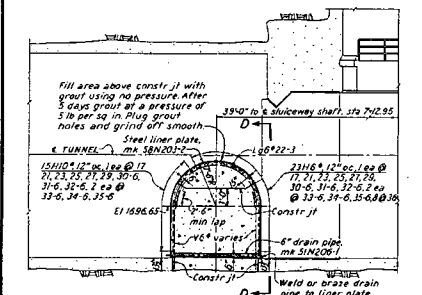 Fill area above constr jt with
grout using no pressure. After
5 days grout at a pressure of
5 lb per sq in. Plug grout
holes and grind off smooth
39'-0" to ȼ sluiceway shaft, sta 7+12.95
D
Steel liner plate,
mk 58N203-2
Lg6"22-3
ȼ TUNNEL
15H10⌀ 12" oc, 1 ea @ 17
21, 23, 25, 27, 29, 30-6,
31-6, 32-6, 2 ea @
33-6, 34-6, 35-6
23H6⌀, 12" oc, 1 ea @
17, 21, 23, 25, 27, 29,
30-6, 31-6, 32-6, 2 ea
@ 33-6, 34-6, 35-6,
El 1696.65
2'-6"
min lap
Constr jt
V6⌀ varies
6" drain pipe,
mk 51N206-1
Constr jt
D
Weld or braze drain
pipe to liner plate